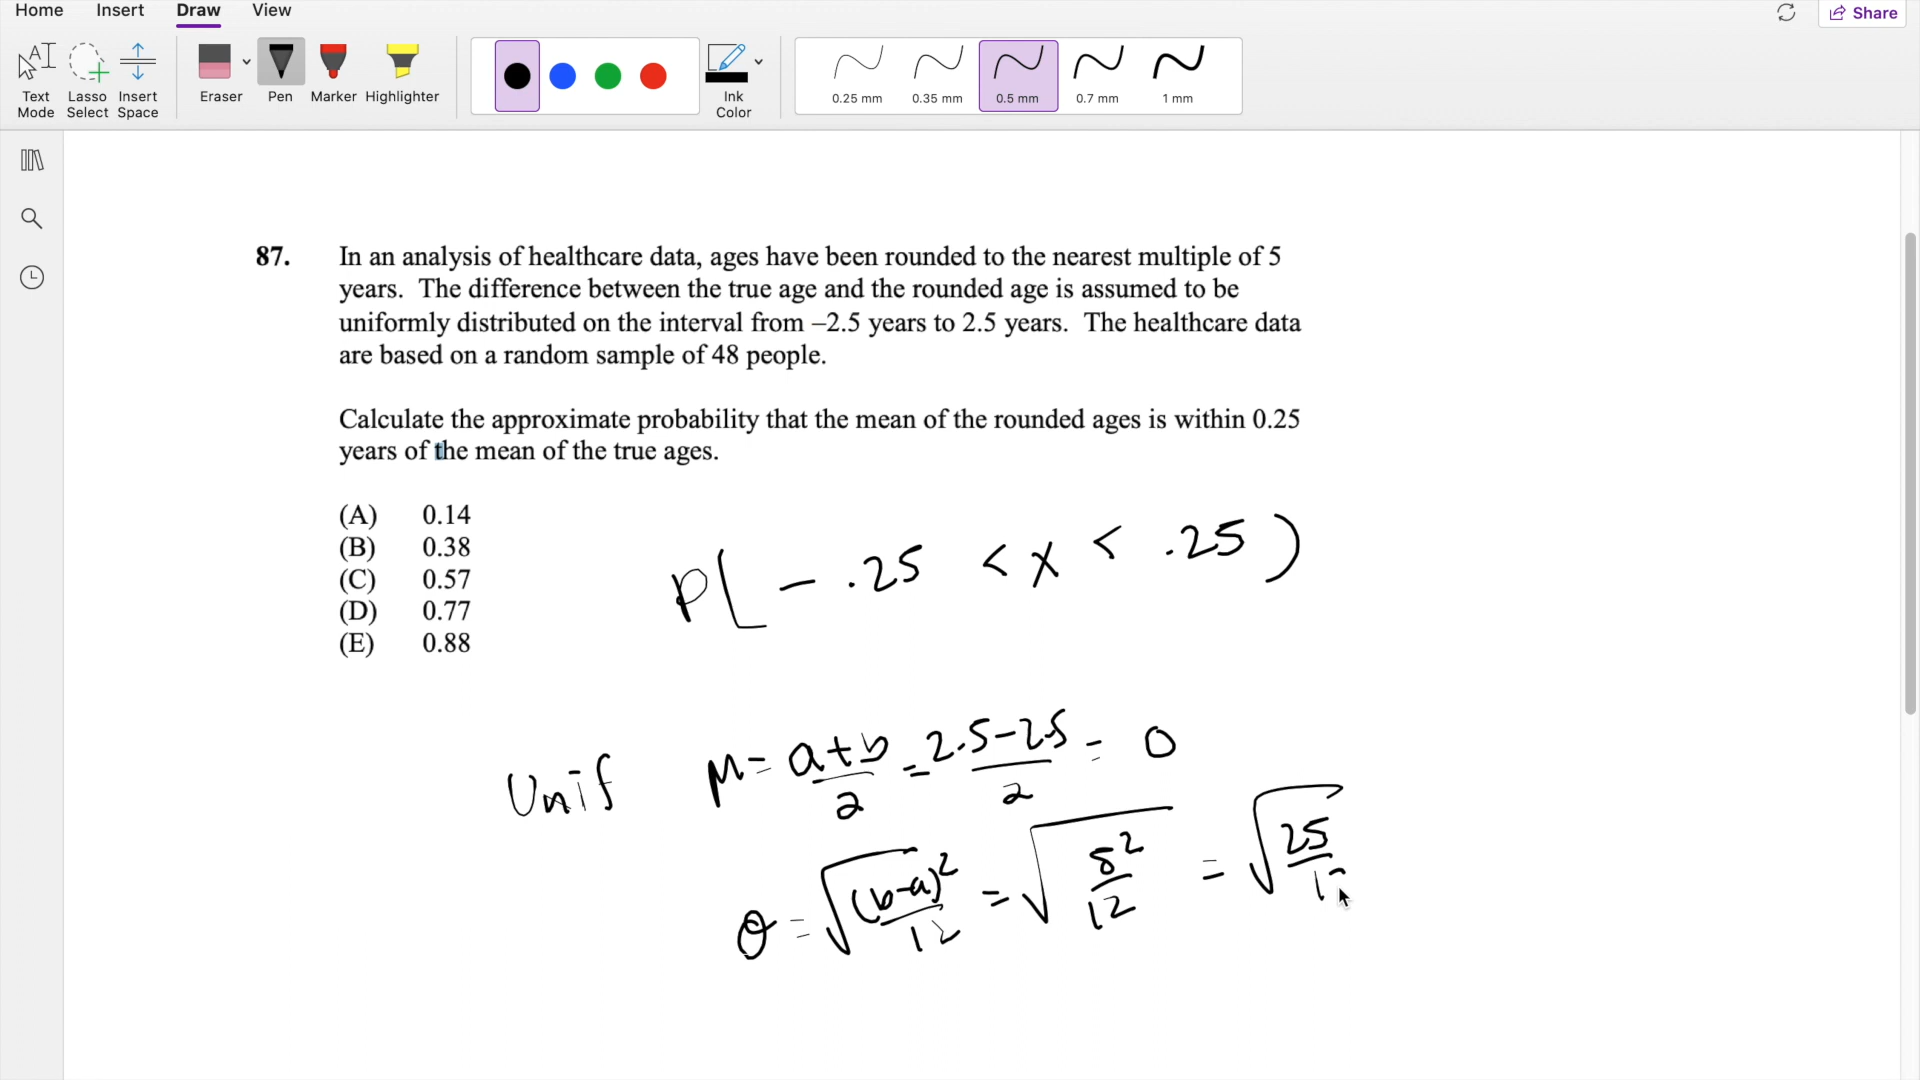 Home Insert Draw View Share
Text Mode Lasso Select Insert Space Eraser Pen Marker Highlighter Ink Color 0.25 mm 0.35 mm 0.5 mm 0.7 mm 1 mm
87. In an analysis of healthcare data, ages have been rounded to the nearest multiple of 5
years. The difference between the true age and the rounded age is assumed to be
uniformly distributed on the interval from –2.5 years to 2.5 years. The healthcare data
are based on a random sample of 48 people.
Calculate the approximate probability that the mean of the rounded ages is within 0.25
years of the mean of the true ages.
(A) 0.14
(B) 0.38
(C) 0.57
(D) 0.77
(E) 0.88
P[ - .25 < x < .25 )
Unif μ = a+b/2 = 2.5-2.5/2 = 0
σ = √(b-a)²/12 = √5²/12 = √25/12